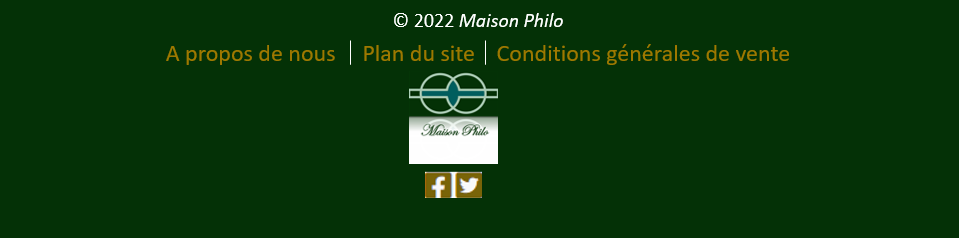 © 2022 Maison Philo
A propos de nous | Plan du site | Conditions générales de vente
Maison Philo